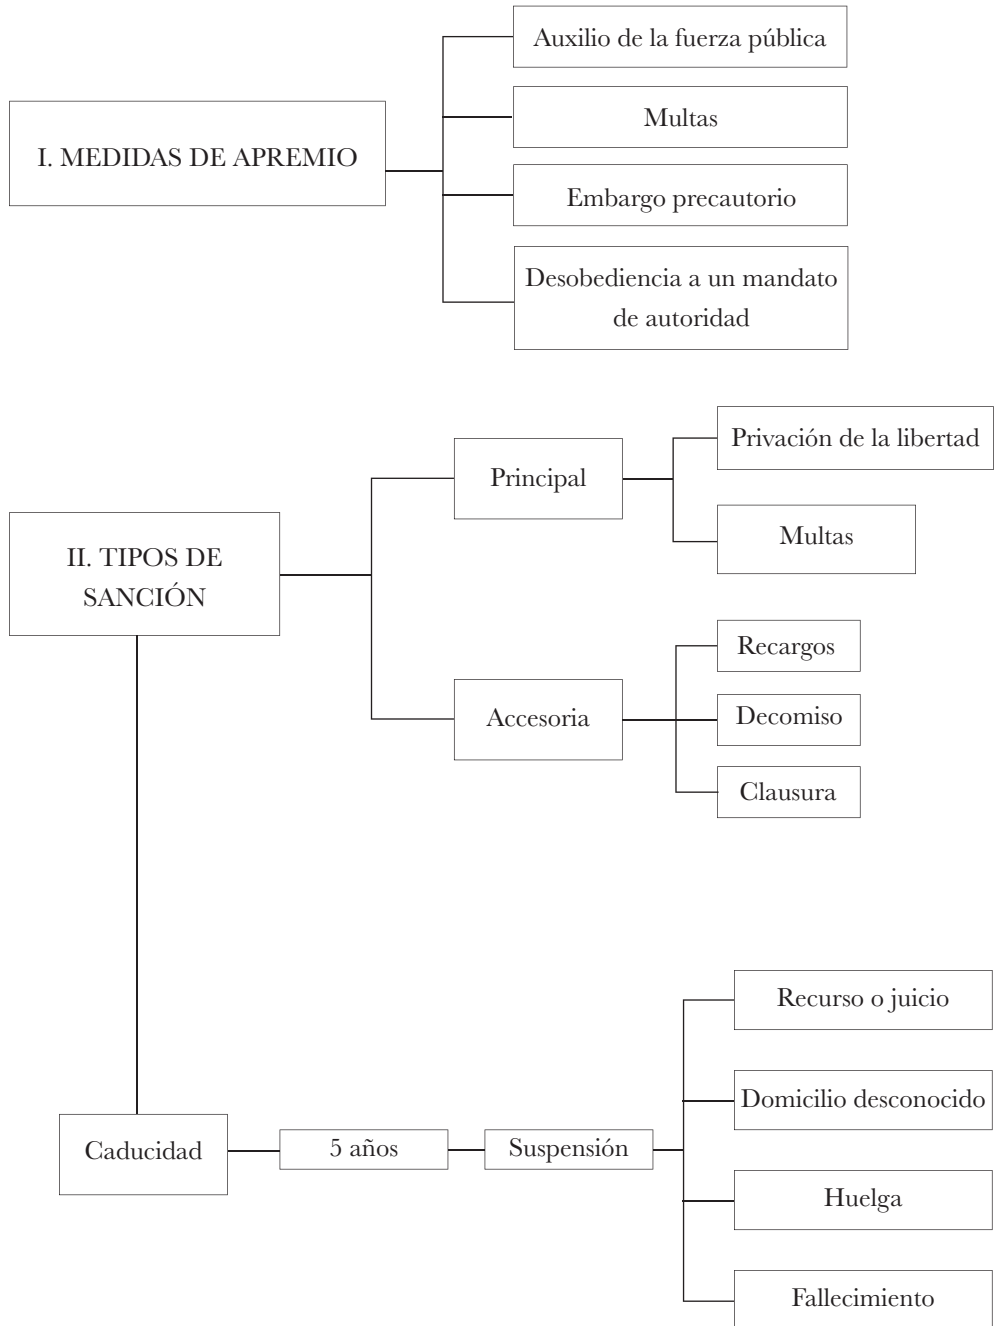 Auxilio de la fuerza pública
I. MEDIDAS DE APREMIO
Multas
Embargo precautorio
Desobediencia a un mandato
de autoridad
II. TIPOS DE
SANCIÓN
Principal
Privación de la libertad
Multas
Accesoria
Recargos
Decomiso
Clausura
Caducidad
5 años
Suspensión
Recurso o juicio
Domicilio desconocido
Huelga
Fallecimiento